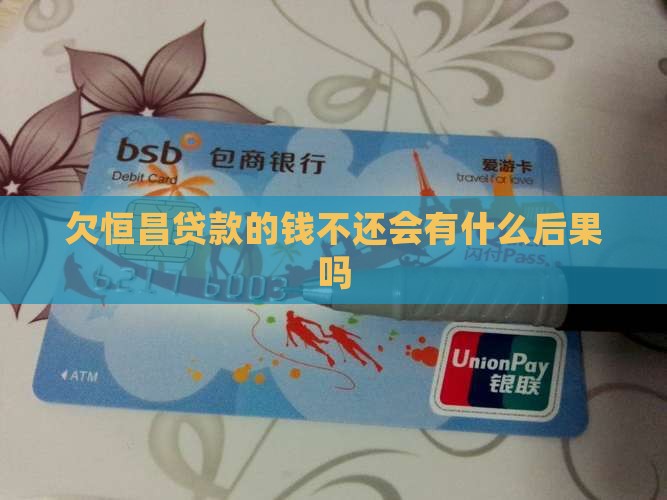 bsb 包商银行
Debit Card
爱游卡
travel for love
欠恒昌贷款的钱不还会有什么后果
吗
闪付Pass
ATM
UnionPay
银联